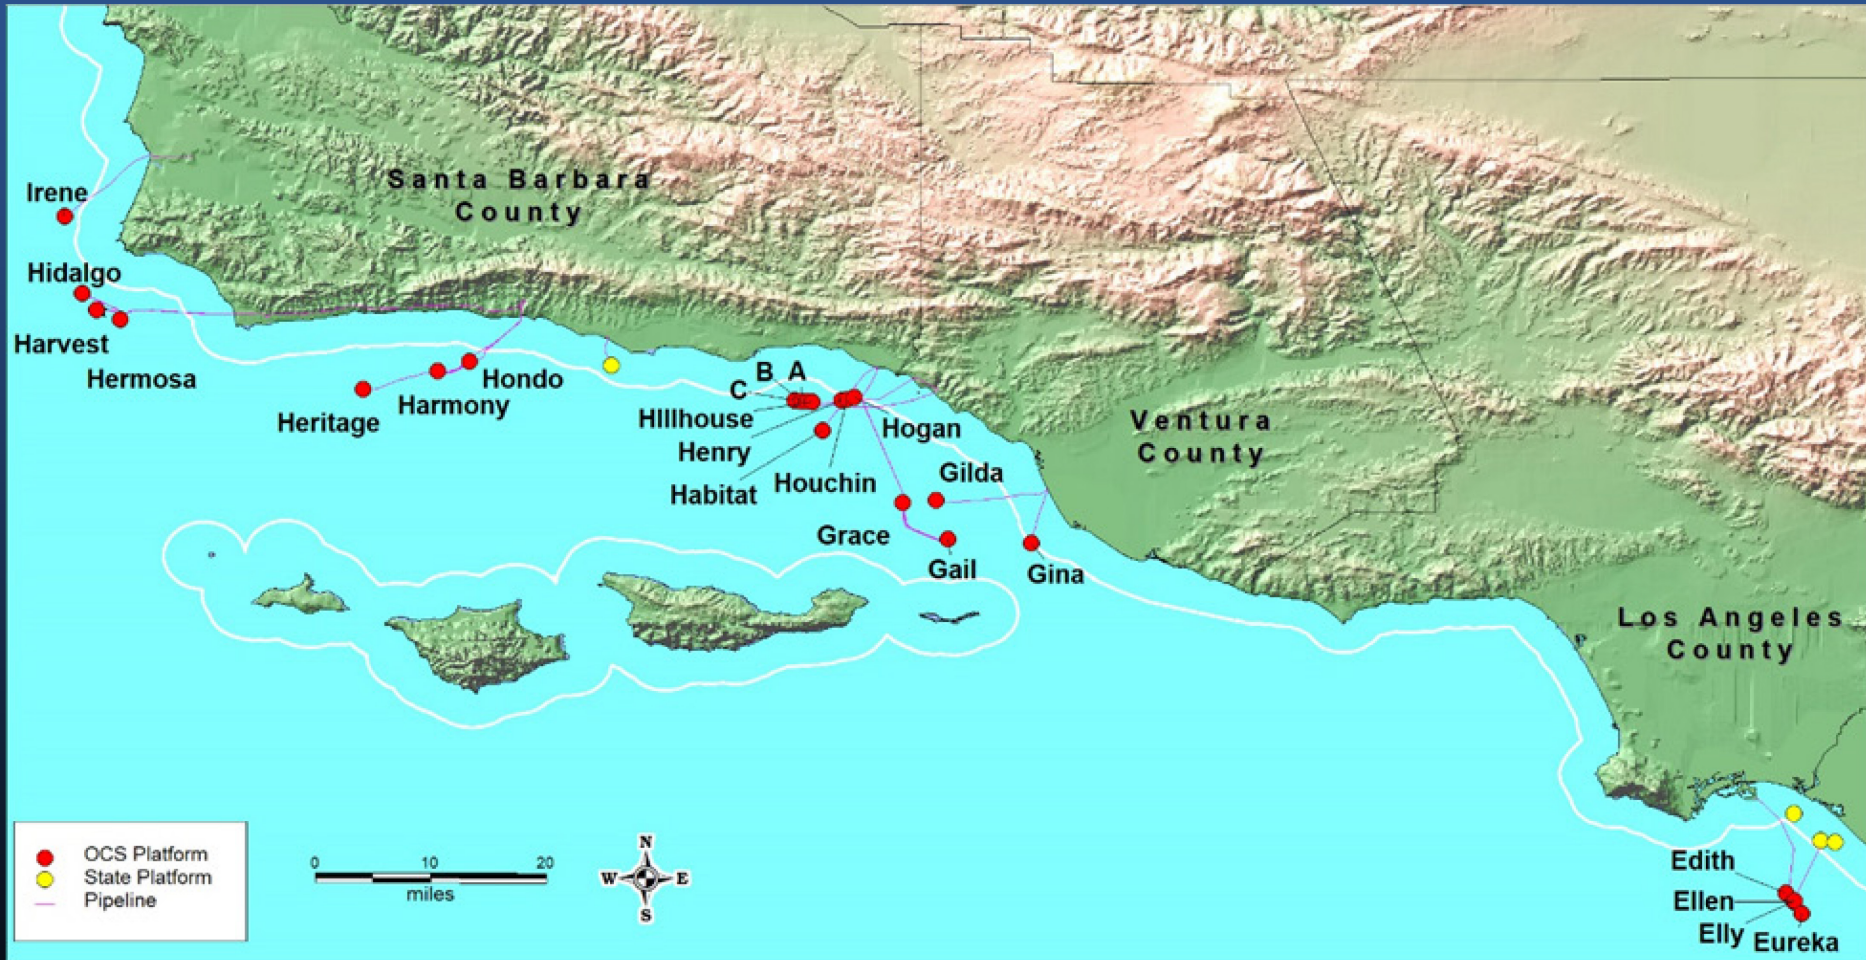 Santa Barbara
County
Irene
Hidalgo
Harvest
Hermosa
Heritage
Harmony
Hondo
B A
C
HIllhouse
Henry
Habitat
Houchin
Hogan
Gilda
Grace
Gail
Gina
Ventura
County
Los Angeles
County
OCS Platform
State Platform
Pipeline
0 10 20
miles
N
W E
S
Edith
Ellen
Elly
Eureka